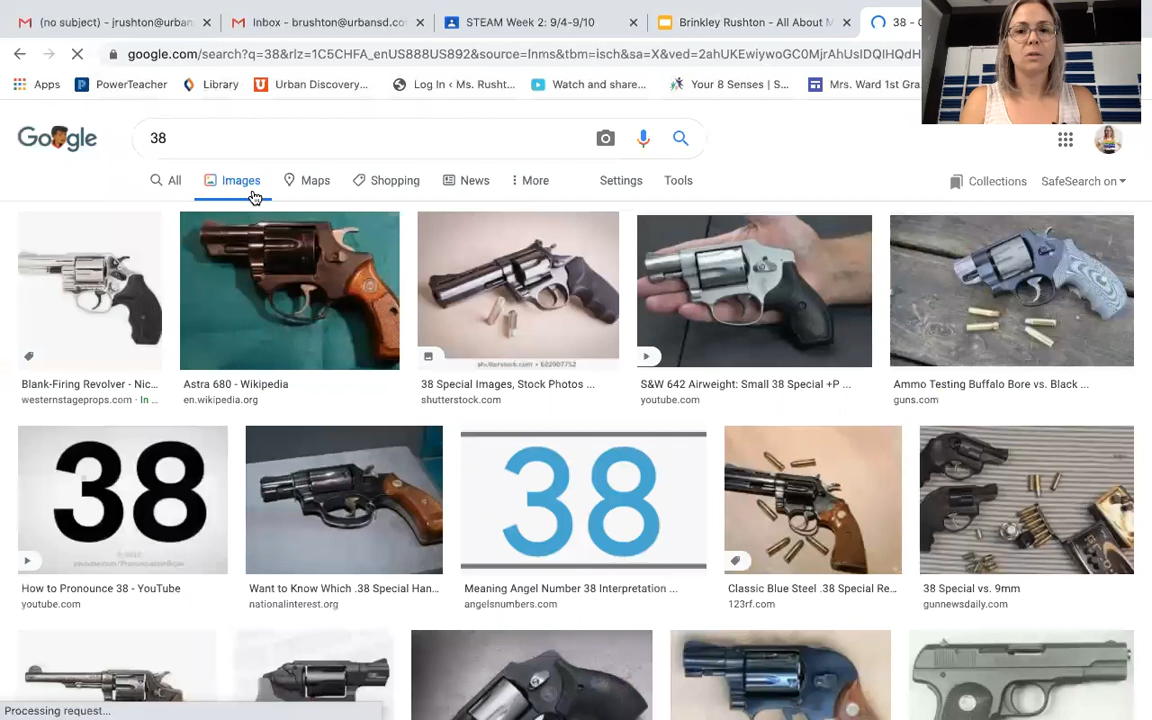 (no subject) - jrushton@urbans
Inbox - brushton@urbansd.co
STEAM Week 2: 9/4-9/10
Brinkley Rushton - All About M
38 -
google.com/search?q=38&rlz=1C5CHFA_enUS888US892&source=lnms&tbm=isch&sa=X&ved=2ahUKEwiywoGC0MjrAhUsIDQIHQdH
Apps
PowerTeacher
Library
Urban Discovery...
Log In ‹ Ms. Rusht...
Watch and share...
Your 8 Senses | S...
Mrs. Ward 1st Gra
Google
38
All
Images
Maps
Shopping
News
More
Settings
Tools
Collections
SafeSearch on
Blank-Firing Revolver - Nic...
westernstageprops.com · In ...
Astra 680 - Wikipedia
en.wikipedia.org
shutterstock.com • 602007752
38 Special Images, Stock Photos ...
shutterstock.com
S&W 642 Airweight: Small 38 Special +P ...
youtube.com
Ammo Testing Buffalo Bore vs. Black ...
guns.com
38
How to Pronounce 38 - YouTube
youtube.com
Want to Know Which .38 Special Han...
nationalinterest.org
38
Meaning Angel Number 38 Interpretation ...
angelsnumbers.com
Classic Blue Steel .38 Special Re...
123rf.com
38 Special vs. 9mm
gunnewsdaily.com
Processing request...